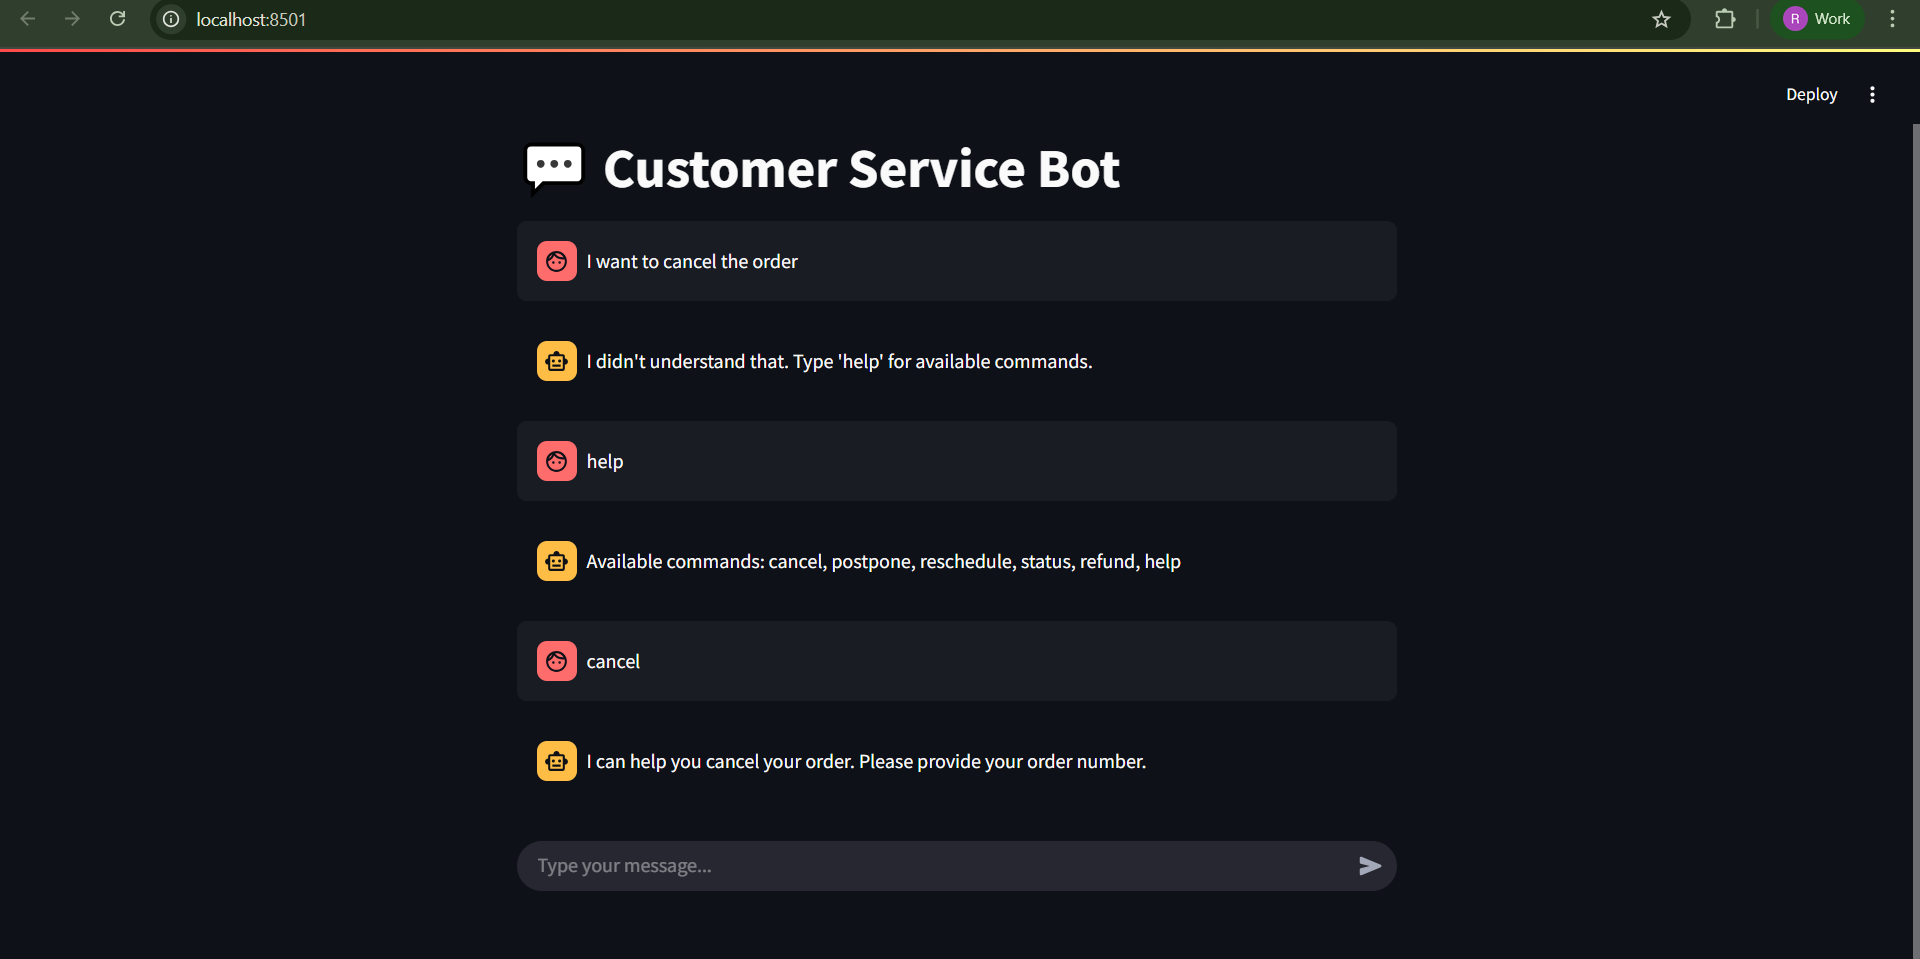 localhost:8501
R Work
Deploy
Customer Service Bot
I want to cancel the order
I didn't understand that. Type 'help' for available commands.
help
Available commands: cancel, postpone, reschedule, status, refund, help
cancel
I can help you cancel your order. Please provide your order number.
Type your message...